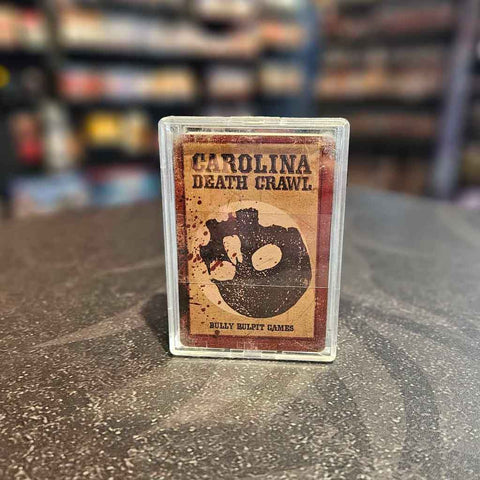 CAROLINA
DEATH CRAWL
BULLY PULPIT GAMES